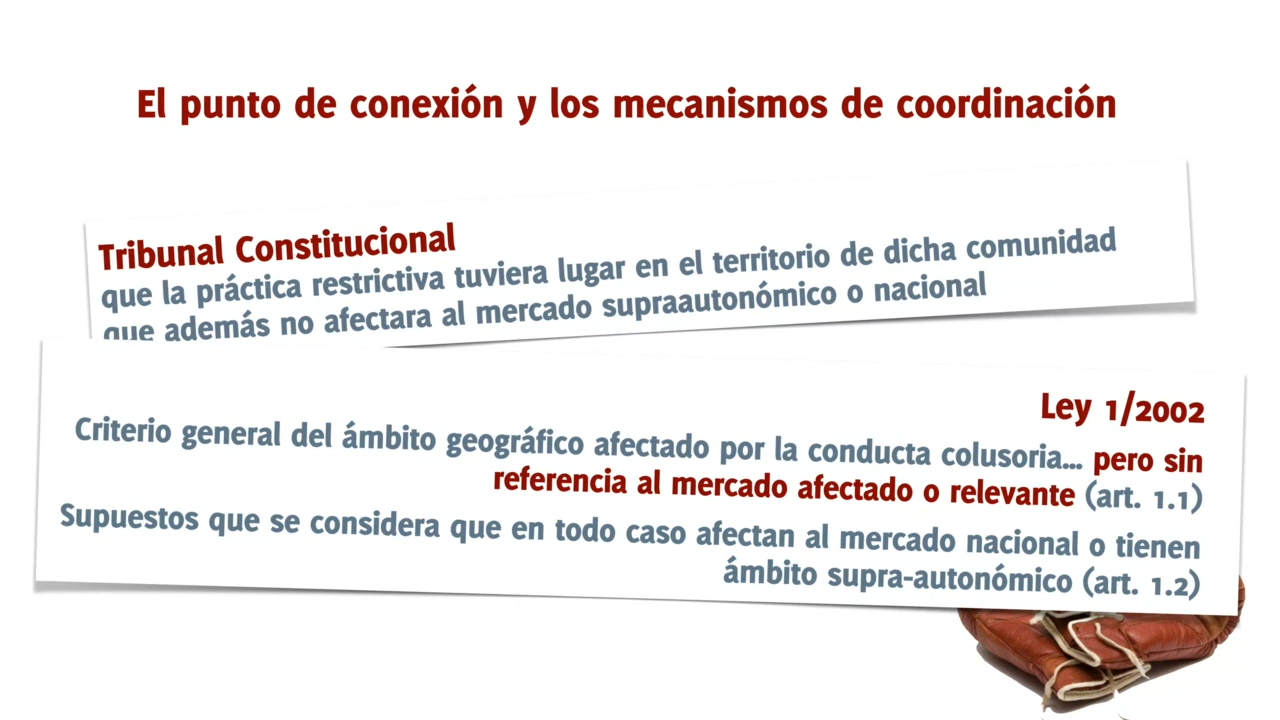 El punto de conexión y los mecanismos de coordinación
Tribunal Constitucional
que la práctica restrictiva tuviera lugar en el territorio de dicha comunidad
que además no afectara al mercado supraautonómico o nacional
Ley 1/2002
Criterio general del ámbito geográfico afectado por la conducta colusoria... pero sin
referencia al mercado afectado o relevante (art. 1.1)
Supuestos que se considera que en todo caso afectan al mercado nacional o tienen
ámbito supra-autonómico (art. 1.2)